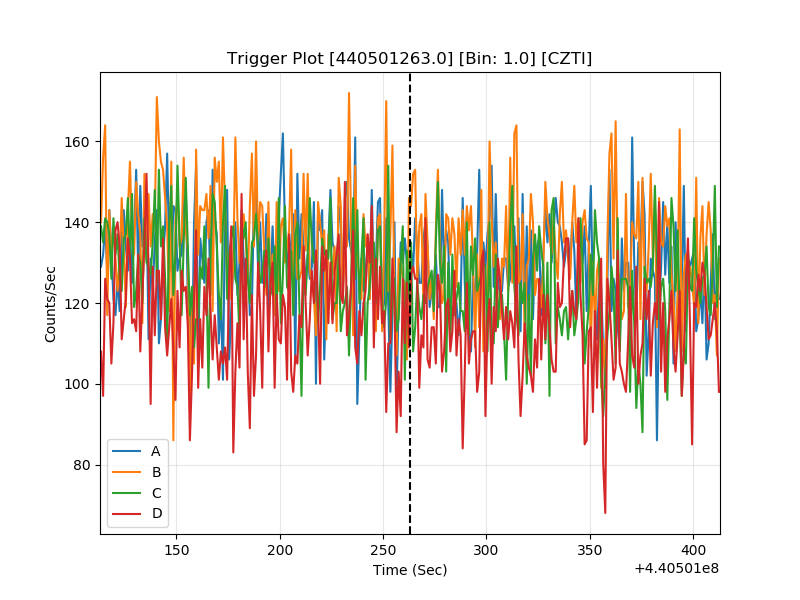 Trigger Plot [440501263.0] [Bin: 1.0] [CZTI]
Counts/Sec
160
140
120
100
80
A
B
C
D
150
200
250
300
350
400
Time (Sec)
+4.40501e8